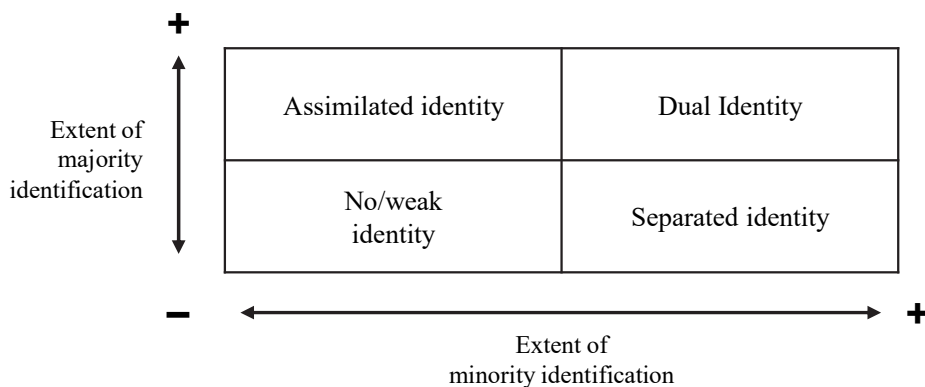 +
Assimilated identity
Dual Identity
Extent of
majority
identification
No/weak
identity
Separated identity
–
+
Extent of
minority identification